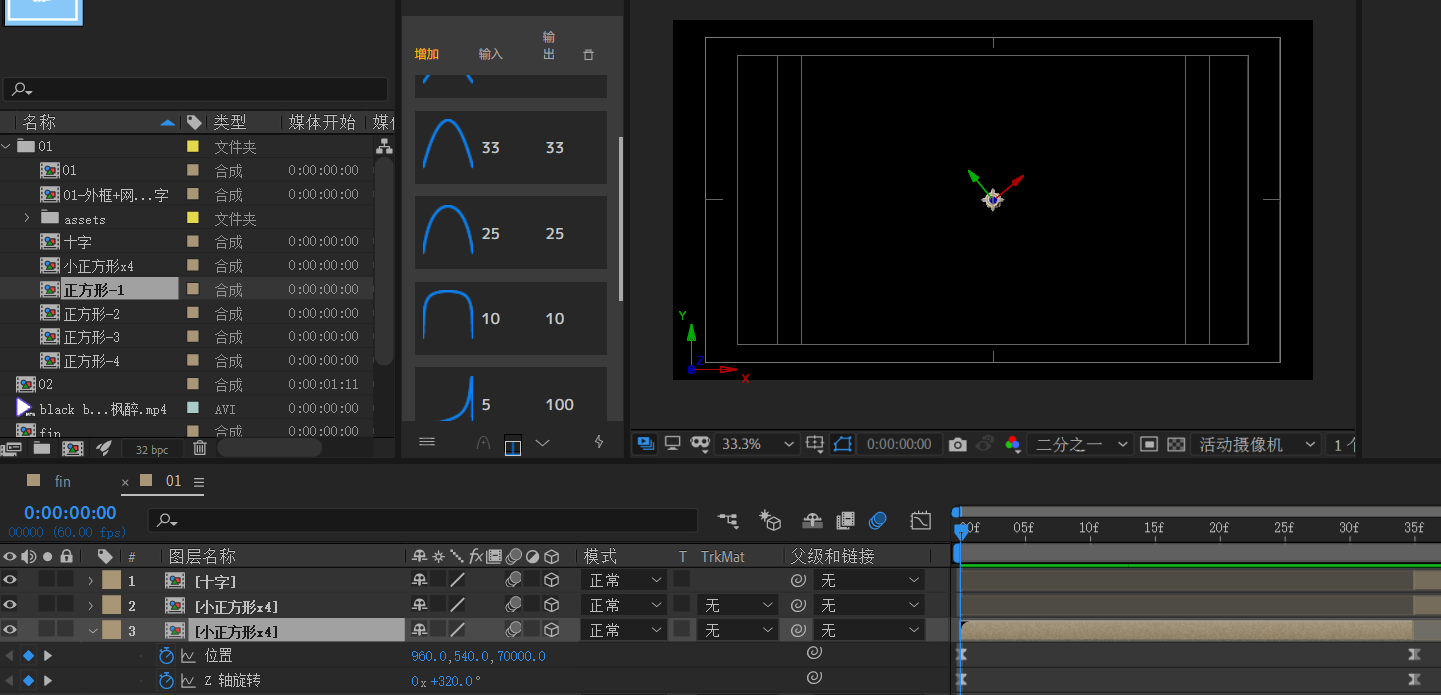 增加 输入 输出
33 33
25 25
10 10
5 100
名称 类型 媒体开始
01 文件夹
01 合成 0:00:00:00
01-外框+网...字 合成 0:00:00:00
assets 文件夹
十字 合成 0:00:00:00
小正方形x4 合成 0:00:00:00
正方形-1 合成 0:00:00:00
正方形-2 合成 0:00:00:00
正方形-3 合成 0:00:00:00
正方形-4 合成 0:00:00:00
02 合成 0:00:01:11
black b...枫醉.mp4 AVI 0:00:00:00
fin 合成 0:00:00:00
32 bpc
Y
Z
X
33.3% 0:00:00:00 二分之一 活动摄像机 1
fin × 01
0:00:00:00
00000 (60.00 fps)
00f 05f 10f 15f 20f 25f 30f 35f
# 图层名称 fx 模式 T TrkMat 父级和链接
1 [十字] 正常 无
2 [小正方形x4] 正常 无 无
3 [小正方形x4] 正常 无 无
位置 960.0,540.0,70000.0
Z 轴旋转 0x+320.0°